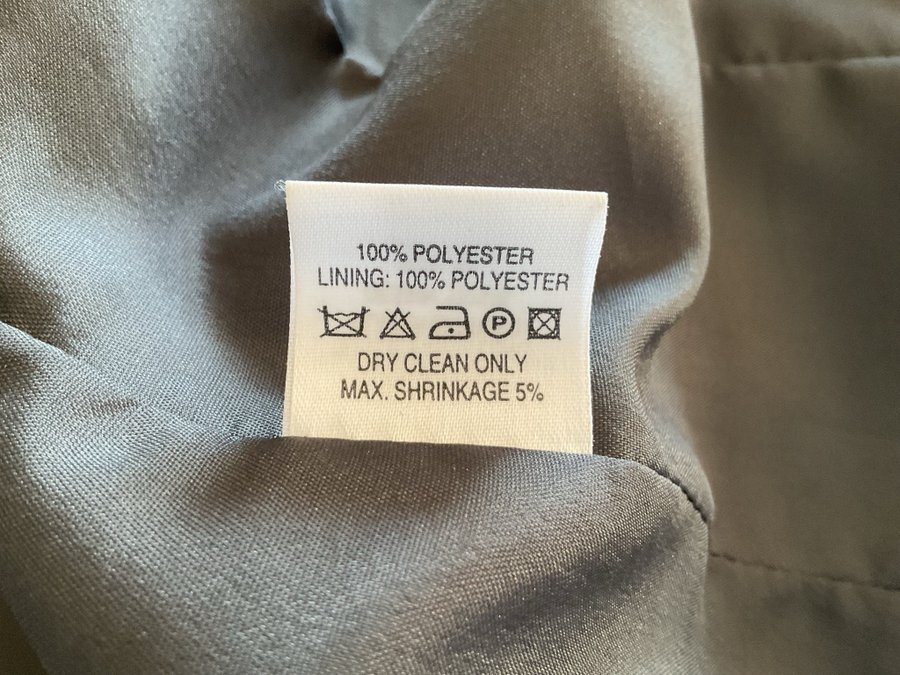 100% POLYESTER
LINING: 100% POLYESTER
P
DRY CLEAN ONLY
MAX. SHRINKAGE 5%